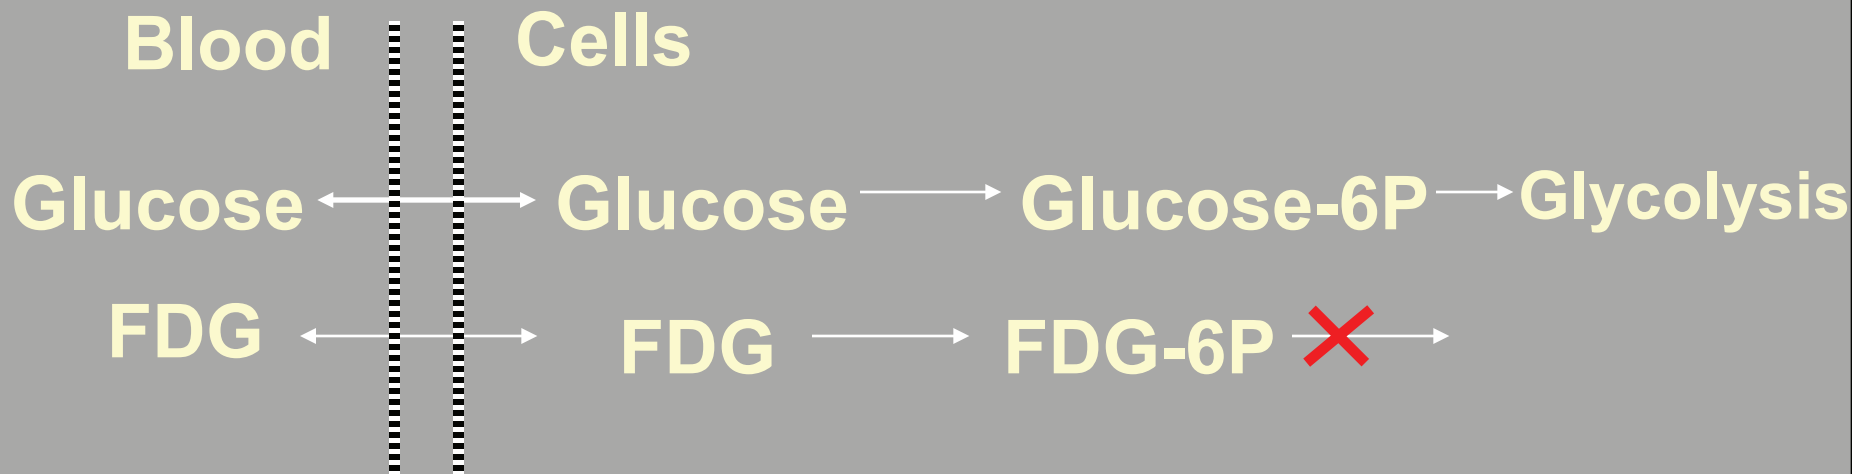 Blood Cells
Glucose Glucose Glucose-6P Glycolysis
FDG FDG FDG-6P